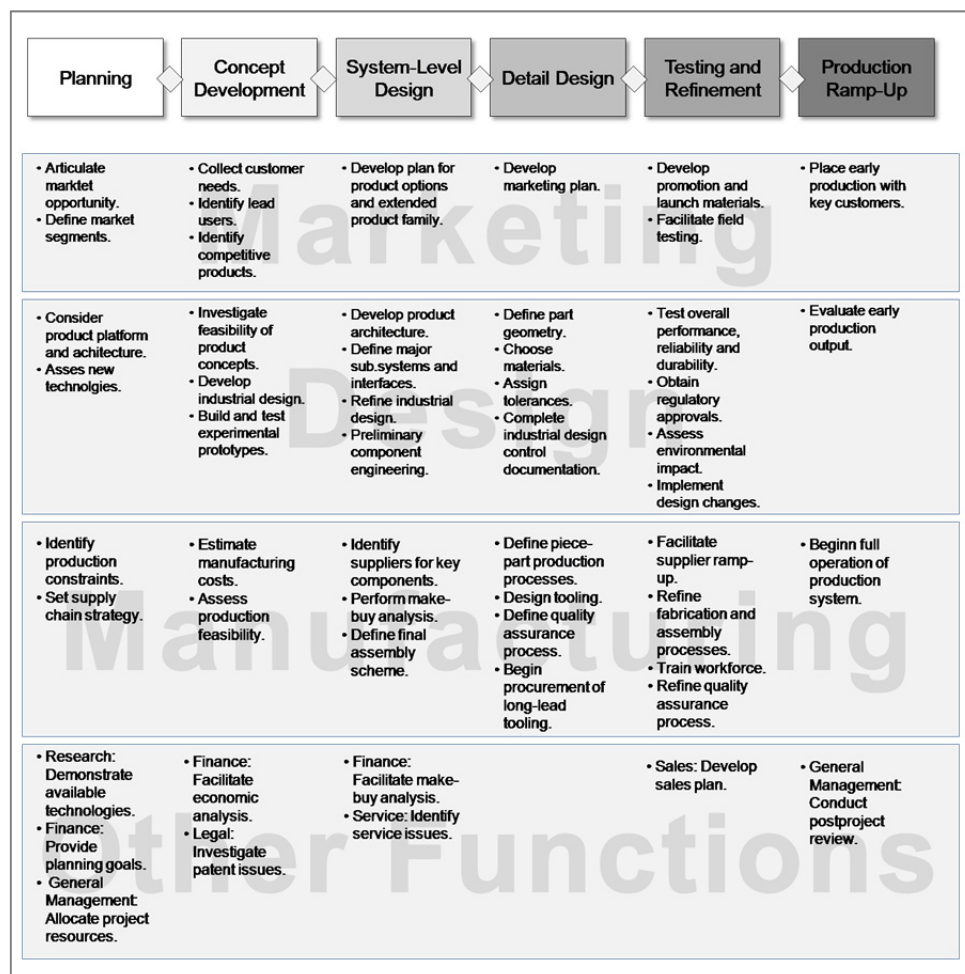 Planning
Concept
Development
System-Level
Design
Detail Design
Testing and
Refinement
Production
Ramp-Up
Marketing
• Articulate
marktet
opportunity.
• Define market
segments.
• Collect customer
needs.
• Identify lead
users.
• Identify
competitive
products.
• Develop plan for
product options
and extended
product family.
• Develop
marketing plan.
• Develop
promotion and
launch materials.
• Facilitate field
testing.
• Place early
production with
key customers.
Design
• Consider
product platform
and achitecture.
• Asses new
technolgies.
• Investigate
feasibility of
product
concepts.
• Develop
industrial design.
• Build and test
experimental
prototypes.
• Develop product
architecture.
• Define major
sub.systems and
interfaces.
• Refine industrial
design.
• Preliminary
component
engineering.
• Define part
geometry.
• Choose
materials.
• Assign
tolerances.
• Complete
industrial design
control
documentation.
• Test overall
performance,
reliability and
durability.
• Obtain
regulatory
approvals.
• Assess
environmental
impact.
• Implement
design changes.
• Evaluate early
production
output.
Manufacturing
• Identify
production
constraints.
• Set supply
chain strategy.
• Estimate
manufacturing
costs.
• Assess
production
feasibility.
• Identify
suppliers for key
components.
• Perform make-
buy analysis.
• Define final
assembly
scheme.
• Define piece-
part production
processes.
• Design tooling.
• Define quality
assurance
process.
• Begin
procurement of
long-lead
tooling.
• Facilitate
supplier ramp-
up.
• Refine
fabrication and
assembly
processes.
• Train workforce.
• Refine quality
assurance
process.
• Beginn full
operation of
production
system.
Other Functions
• Research:
Demonstrate
available
technologies.
• Finance:
Provide
planning goals.
• General
Management:
Allocate project
resources.
• Finance:
Facilitate
economic
analysis.
• Legal:
Investigate
patent issues.
• Finance:
Facilitate make-
buy analysis.
• Service: Identify
service issues.
• Sales: Develop
sales plan.
• General
Management:
Conduct
postproject
review.